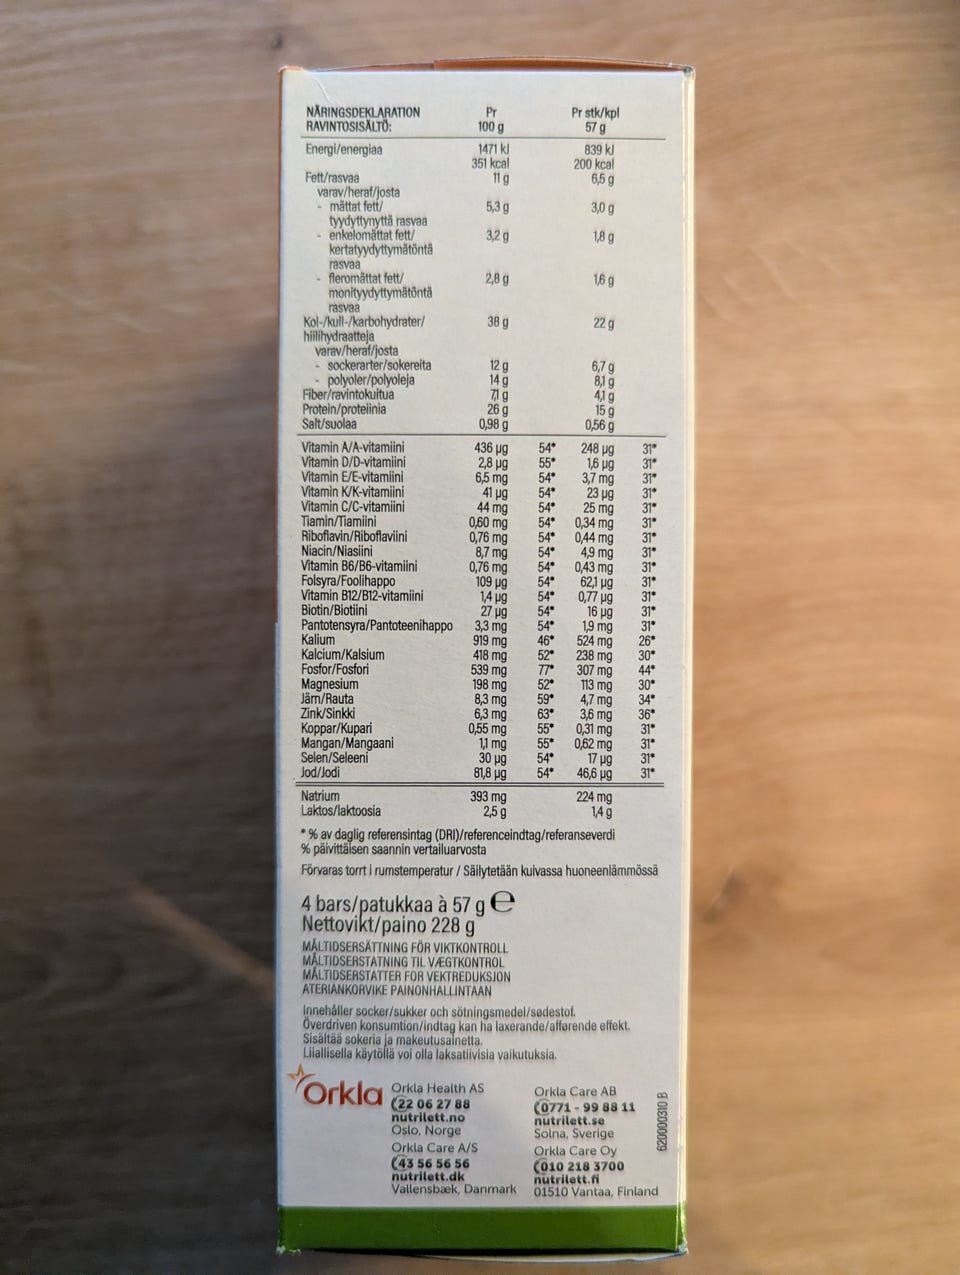 NÄRINGSDEKLARATION Pr Pr stk/kpl
RAVINTOSISÄLTÖ: 100 g 57 g
Energi/energiaa 1471 kJ 839 kJ
351 kcal 200 kcal
Fett/rasvaa 11 g 6,5 g
varav/heraf/josta
- mättat fett/ 5,3 g 3,0 g
tyydyttynyttä rasvaa
- enkelomättat fett/ 3,2 g 1,8 g
kertatyydyttymätöntä
rasvaa
- fleromättat fett/ 2,8 g 1,6 g
monityydyttymätöntä
rasvaa
Kol-/kull-/karbohydrater/ 38 g 22 g
hiilihydraatteja
varav/heraf/josta
- sockerarter/sokereita 12 g 6,7 g
- polyoler/polyoleja 14 g 8,1 g
Fiber/ravintokuitua 7,1 g 4,1 g
Protein/proteiinia 26 g 15 g
Salt/suolaa 0,98 g 0,56 g
Vitamin A/A-vitamiini 436 µg 54* 248 µg 31*
Vitamin D/D-vitamiini 2,8 µg 55* 1,6 µg 31*
Vitamin E/E-vitamiini 6,5 mg 54* 3,7 mg 31*
Vitamin K/K-vitamiini 41 µg 54* 23 µg 31*
Vitamin C/C-vitamiini 44 mg 54* 25 mg 31*
Tiamin/Tiamiini 0,60 mg 54* 0,34 mg 31*
Riboflavin/Riboflaviini 0,76 mg 54* 0,44 mg 31*
Niacin/Niasiini 8,7 mg 54* 4,9 mg 31*
Vitamin B6/B6-vitamiini 0,76 mg 54* 0,43 mg 31*
Folsyra/Foolihappo 109 µg 54* 62,1 µg 31*
Vitamin B12/B12-vitamiini 1,4 µg 54* 0,77 µg 31*
Biotin/Biotiini 27 µg 54* 16 µg 31*
Pantotensyra/Pantoteenihappo 3,3 mg 54* 1,9 mg 31*
Kalium 919 mg 46* 524 mg 26*
Kalcium/Kalsium 418 mg 52* 238 mg 30*
Fosfor/Fosfori 539 mg 77* 307 mg 44*
Magnesium 198 mg 52* 113 mg 30*
Järn/Rauta 8,3 mg 59* 4,7 mg 34*
Zink/Sinkki 6,3 mg 63* 3,6 mg 36*
Koppar/Kupari 0,55 mg 55* 0,31 mg 31*
Mangan/Mangaani 1,1 mg 55* 0,62 mg 31*
Selen/Seleeni 30 µg 54* 17 µg 31*
Jod/Jodi 81,8 µg 54* 46,6 µg 31*
Natrium 393 mg 224 mg
Laktos/laktoosia 2,5 g 1,4 g
* % av daglig referensintag (DRI)/referenceindtag/referanseverdi
% päivittäisen saannin vertailuarvosta
Förvaras torrt i rumstemperatur / Säilytetään kuivassa huoneenlämmössä
4 bars/patukkaa à 57 g ℮
Nettovikt/paino 228 g
MÅLTIDSERSÄTTNING FÖR VIKTKONTROLL
MÅLTIDSERSTATNING TIL VÆGTKONTROL
MÅLTIDSERSTATTER FOR VEKTREDUKSJON
ATERIANKORVIKE PAINONHALLINTAAN
Innehåller socker/sukker och sötningsmedel/sødestof.
Överdriven konsumtion/indtag kan ha laxerande/afførende effekt.
Sisältää sokeria ja makeutusainetta.
Liiallisella käytöllä voi olla laksatiivisia vaikutuksia.
Orkla
Orkla Health AS
22 06 27 88
nutrilett.no
Oslo, Norge
Orkla Care A/S
43 56 56 56
nutrilett.dk
Vallensbæk, Danmark
Orkla Care AB
0771 - 99 88 11
nutrilett.se
Solna, Sverige
Orkla Care Oy
010 218 3700
nutrilett.fi
01510 Vantaa, Finland
620000310 B